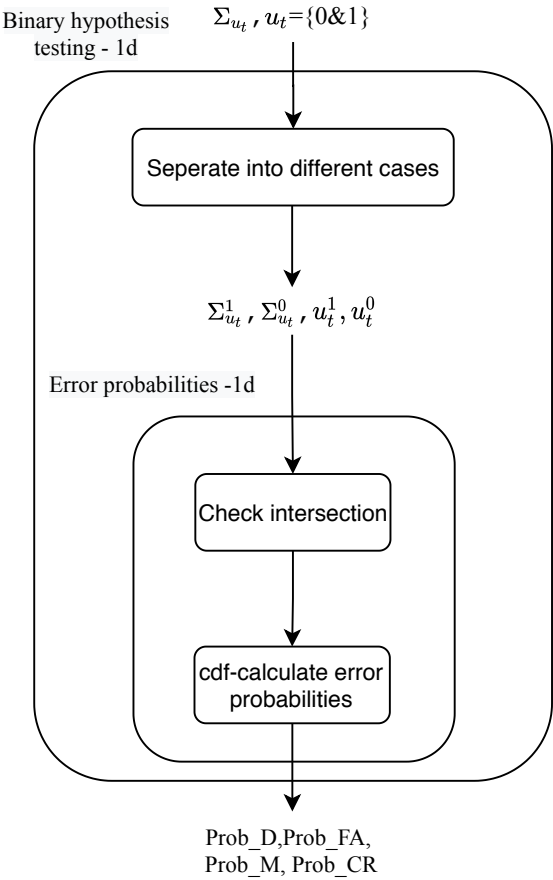 Binary hypothesis
testing - 1d
Σ_{u_t}, u_t={0&1}
Seperate into different cases
Σ^1_{u_t}, Σ^0_{u_t}, u^1_t, u^0_t
Error probabilities -1d
Check intersection
cdf-calculate error
probabilities
Prob_D,Prob_FA,
Prob_M, Prob_CR